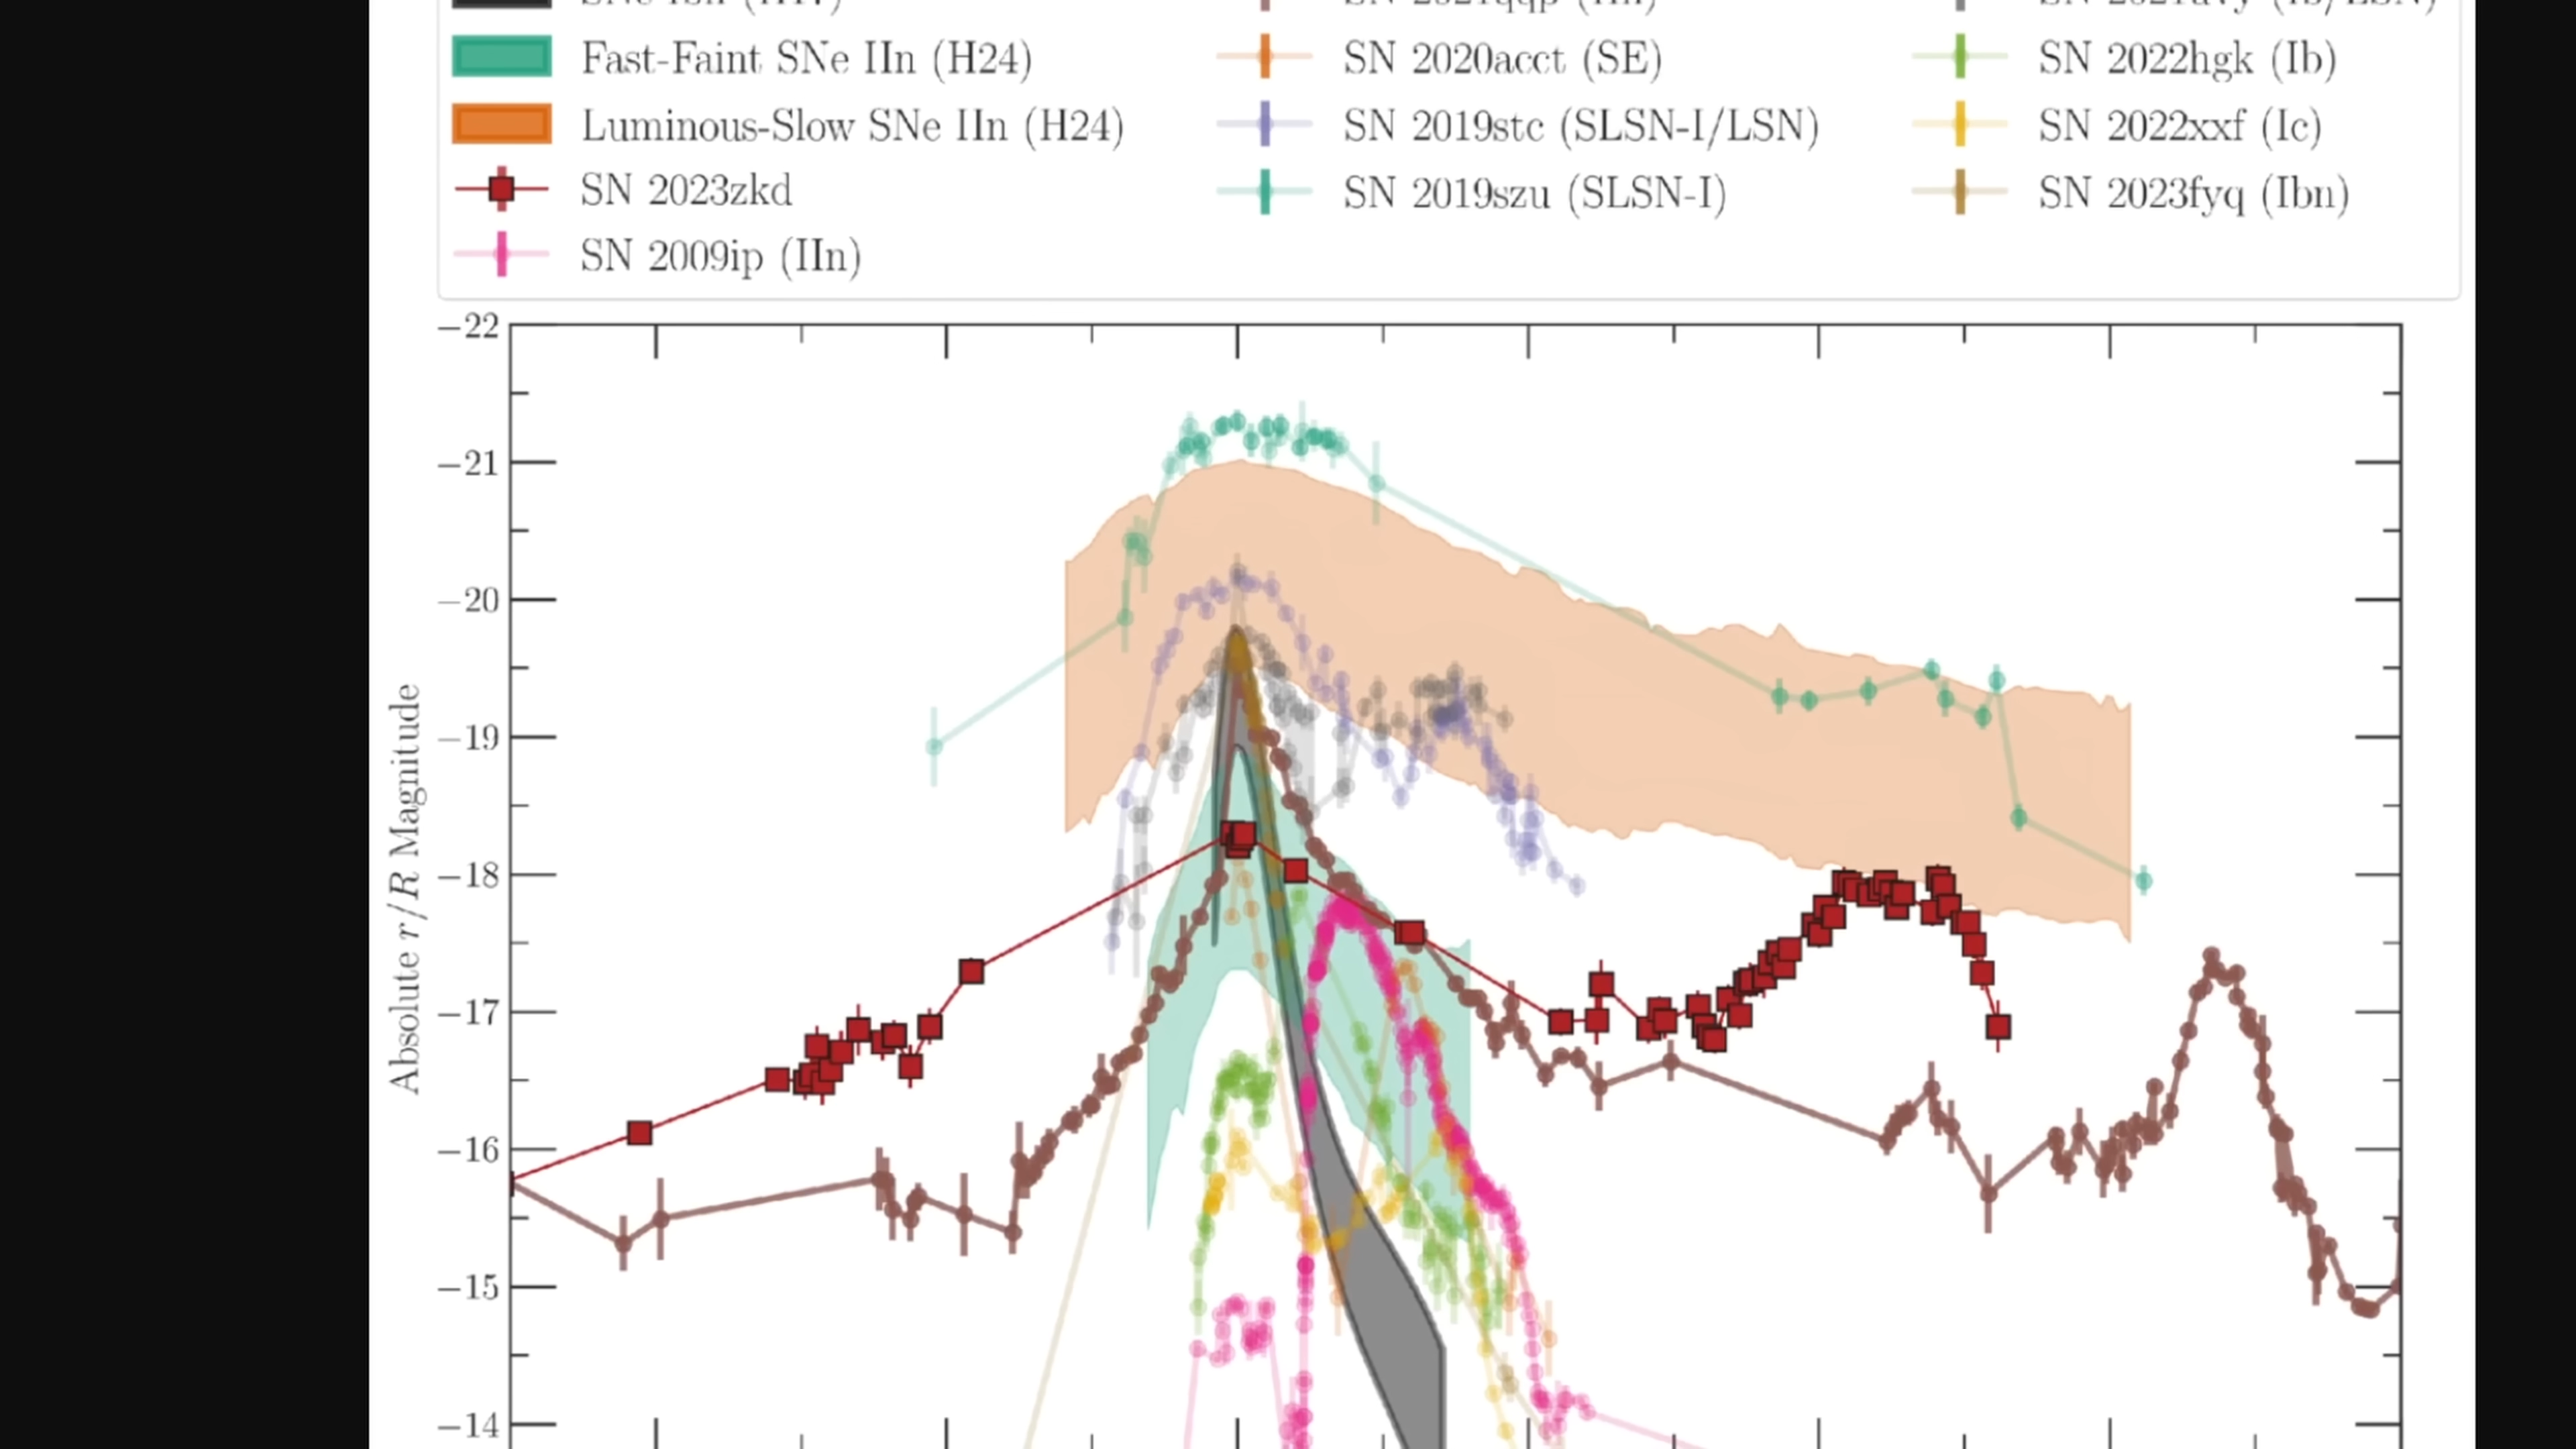 Fast-Faint SNe IIn (H24)
Luminous-Slow SNe IIn (H24)
SN 2023zkd
SN 2009ip (IIn)
SN 2020acct (SE)
SN 2019stc (SLSN-I/LSN)
SN 2019szu (SLSN-I)
SN 2022hgk (Ib)
SN 2022xxf (Ic)
SN 2023fyq (Ibn)
−22
−21
−20
−19
−18
−17
−16
−15
−14
Absolute r/R Magnitude